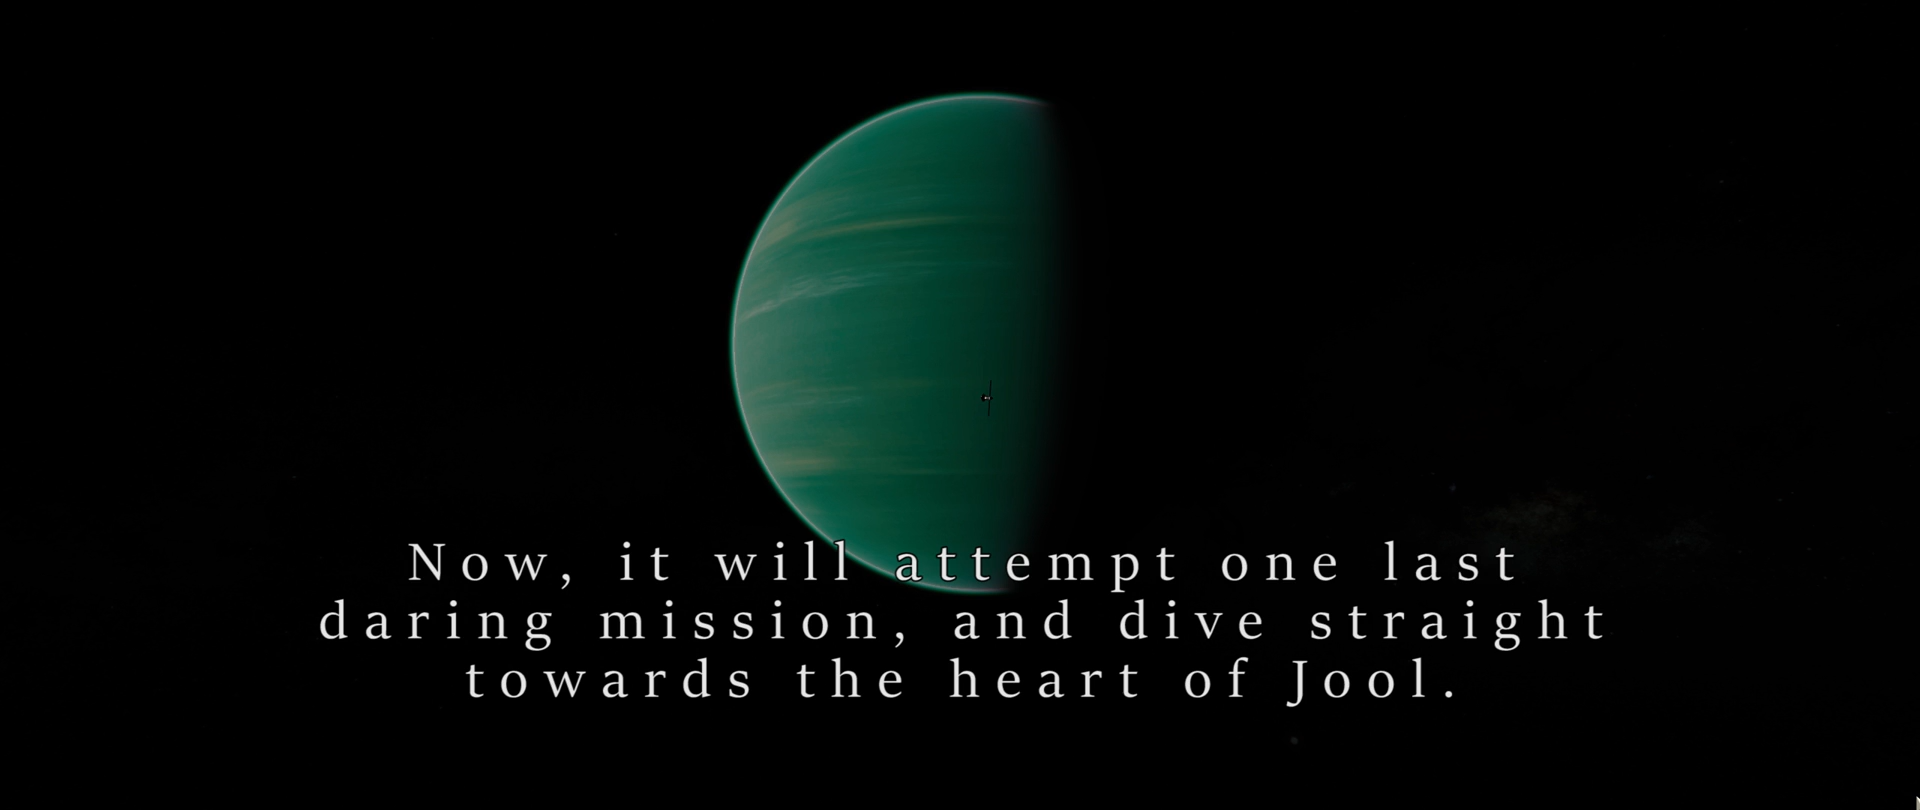 Now, it will attempt one last
daring mission, and dive straight
towards the heart of Jool.